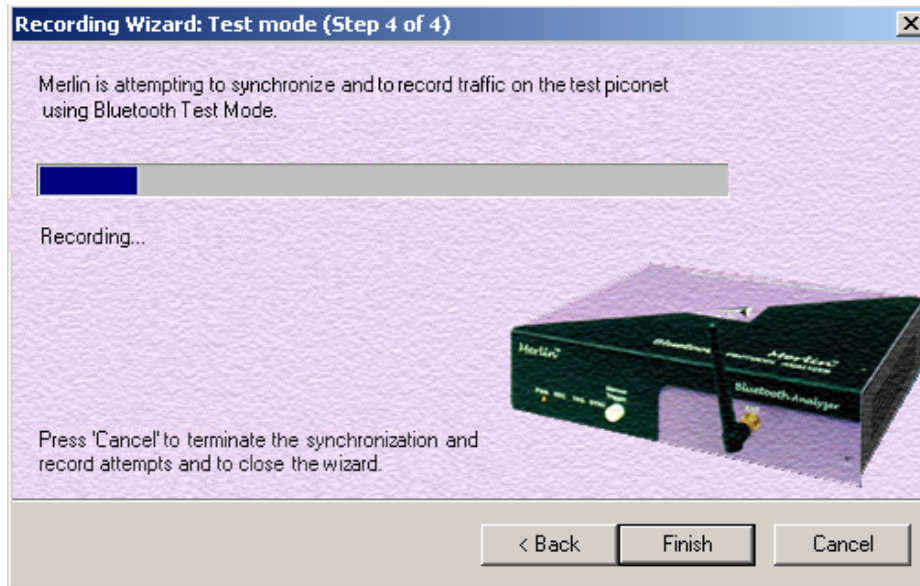 Recording Wizard: Test mode (Step 4 of 4)
Merlin is attempting to synchronize and to record traffic on the test piconet
using Bluetooth Test Mode.
Recording...
Merlin™
Merlin™
Bluetooth Analyzer
Press 'Cancel' to terminate the synchronization and
record attempts and to close the wizard.
< Back
Finish
Cancel